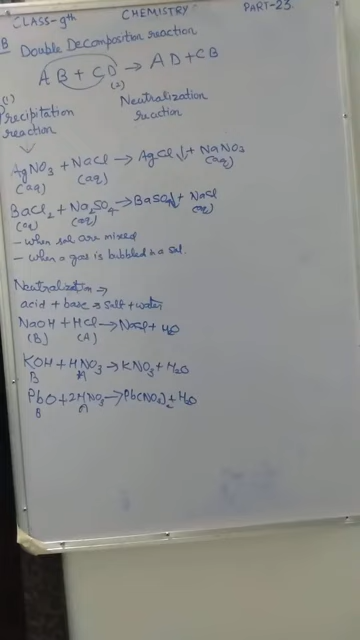 CLASS-9th CHEMISTRY PART-23.
B Double Decomposition reaction
AB + CD → AD + CB
(1) (2)
Precipitation reaction
Neutralization reaction
AgNO3 + NaCl → AgCl↓ + NaNO3
(aq) (aq) (aq)
BaCl2 + Na2SO4 → BaSO4↓ + NaCl
(aq) (aq) (aq)
- when sol are mixed
- when a gas is bubbled in a sol.
Neutralization ⇒
acid + base ⇒ salt + water
NaOH + HCl → NaCl + H2O
(B) (A)
KOH + HNO3 → KNO3 + H2O
B A
PbO + 2HNO3 → Pb(NO3)2 + H2O
B A